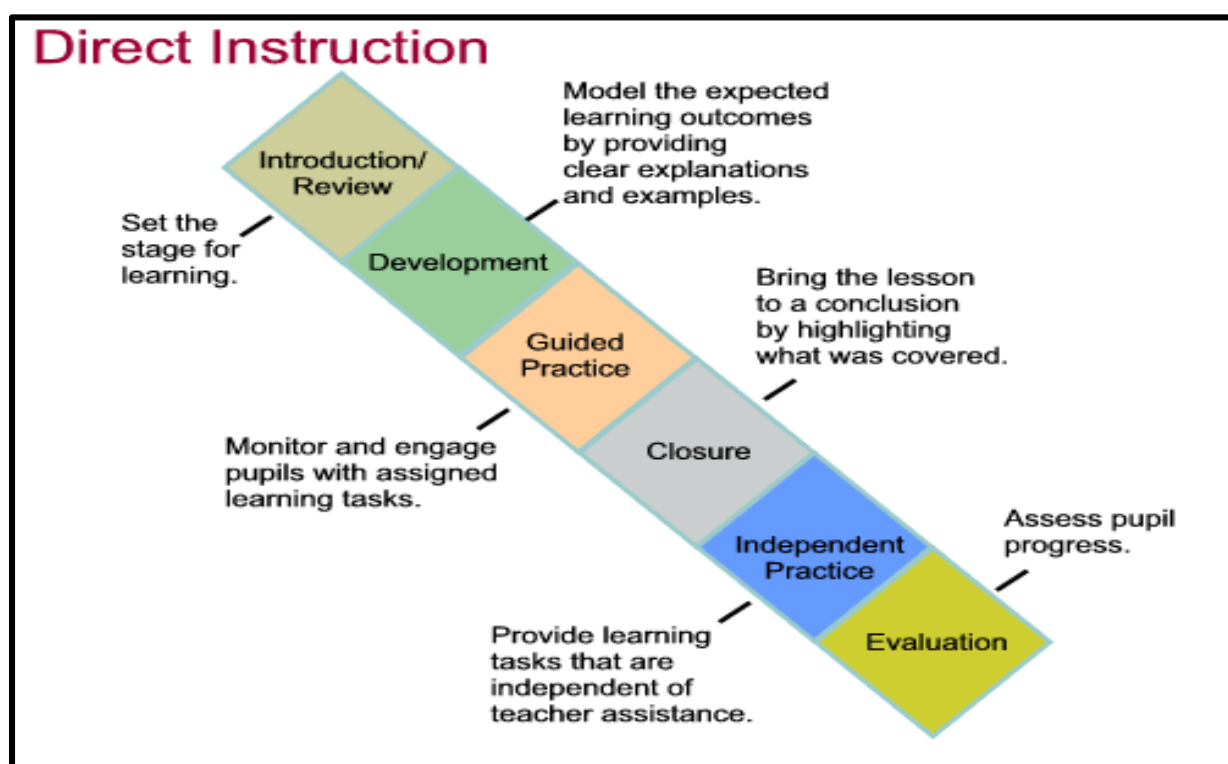 Direct Instruction
Introduction/
Review
Set the
stage for
learning.
Model the expected
learning outcomes
by providing
clear explanations
and examples.
Development
Guided
Practice
Monitor and engage
pupils with assigned
learning tasks.
Bring the lesson
to a conclusion
by highlighting
what was covered.
Closure
Independent
Practice
Provide learning
tasks that are
independent of
teacher assistance.
Assess pupil
progress.
Evaluation